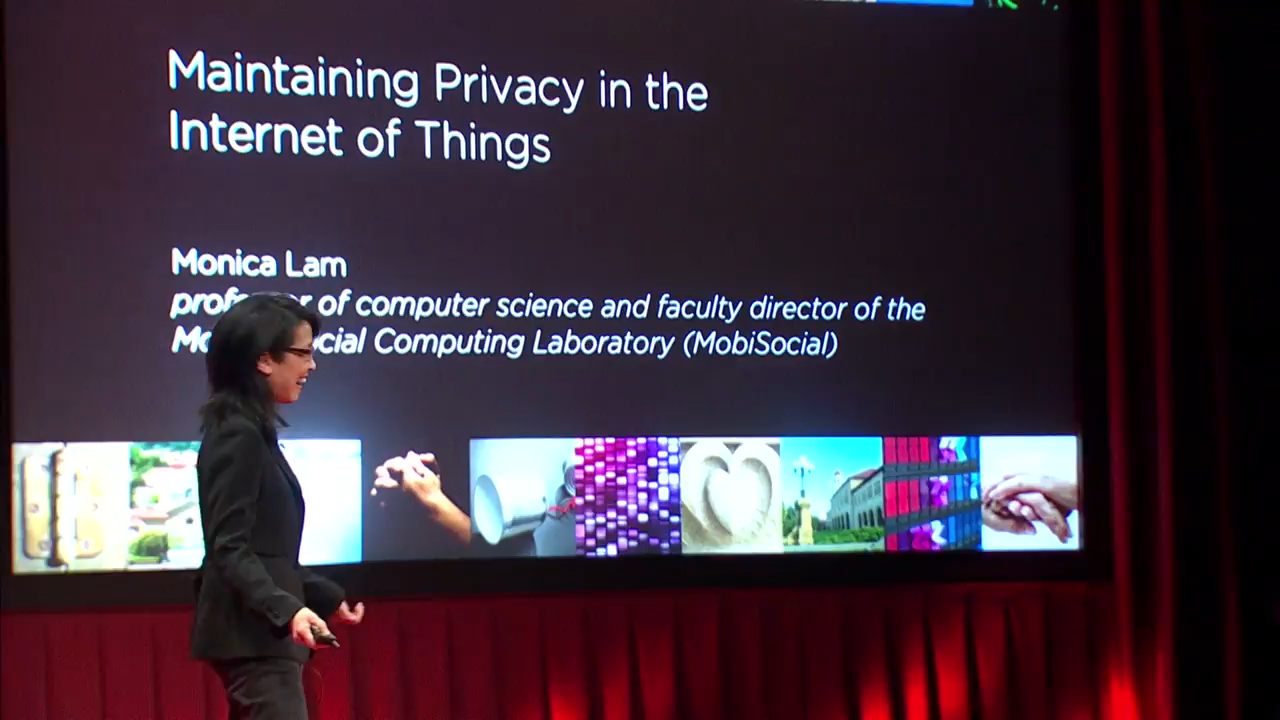 Maintaining Privacy in the
Internet of Things
Monica Lam
of computer science and faculty director of the
Computing Laboratory (MobiSocial)